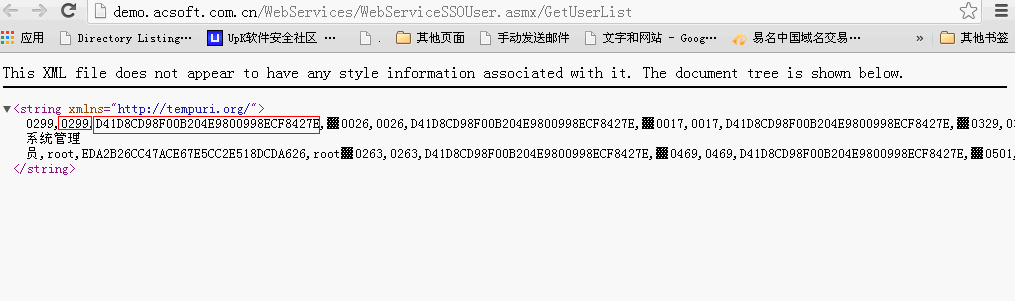 demo.acsoft.com.cn/WebServices/WebServiceSSOUser.asmx/GetUserList
应用 Directory Listing… UpK软件安全社区 … . 其他页面 手动发送邮件 文字和网站 - Goog… 易名中国域名交易… » 其他书签
This XML file does not appear to have any style information associated with it. The document tree is shown below.
▼<string xmlns="http://tempuri.org/">
0299,0299,D41D8CD98F00B204E9800998ECF8427E,▓0026,0026,D41D8CD98F00B204E9800998ECF8427E,▓0017,0017,D41D8CD98F00B204E9800998ECF8427E,▓0329,03
系统管理
员,root,EDA2B26CC47ACE67E5CC2E518DCDA626,root▓0263,0263,D41D8CD98F00B204E9800998ECF8427E,▓0469,0469,D41D8CD98F00B204E9800998ECF8427E,▓0501,
</string>